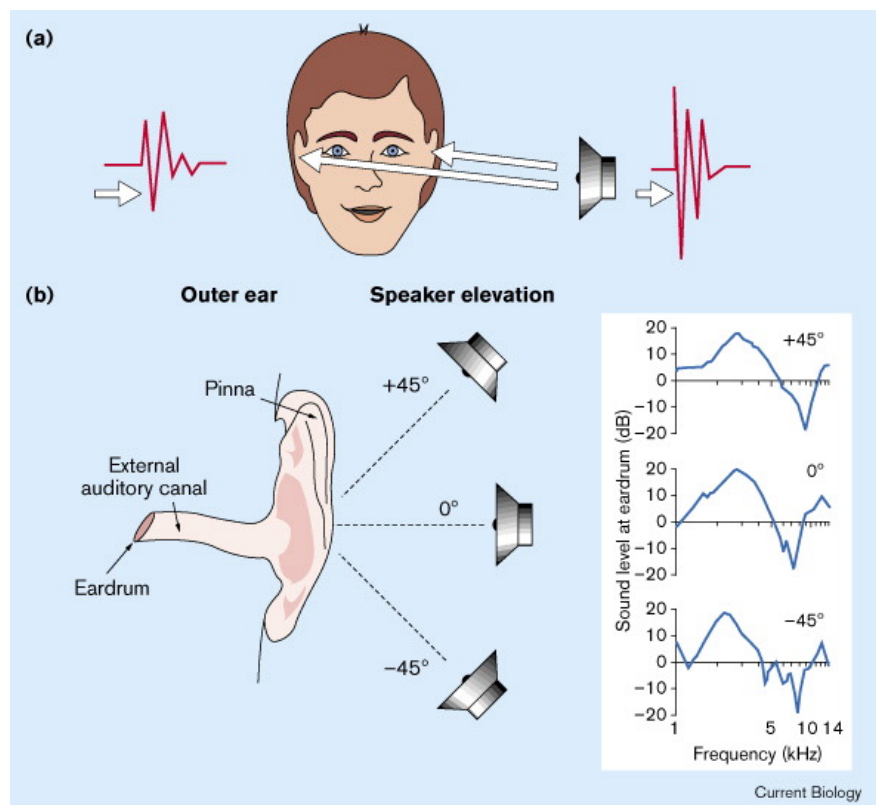 (a)
(b)
Outer ear
Speaker elevation
Pinna
External
auditory canal
Eardrum
+45°
0°
−45°
Sound level at eardrum (dB)
20
10
0
−10
−20
+45°
20
10
0
−10
−20
0°
20
10
0
−10
−20
−45°
1 5 10 14
Frequency (kHz)
Current Biology